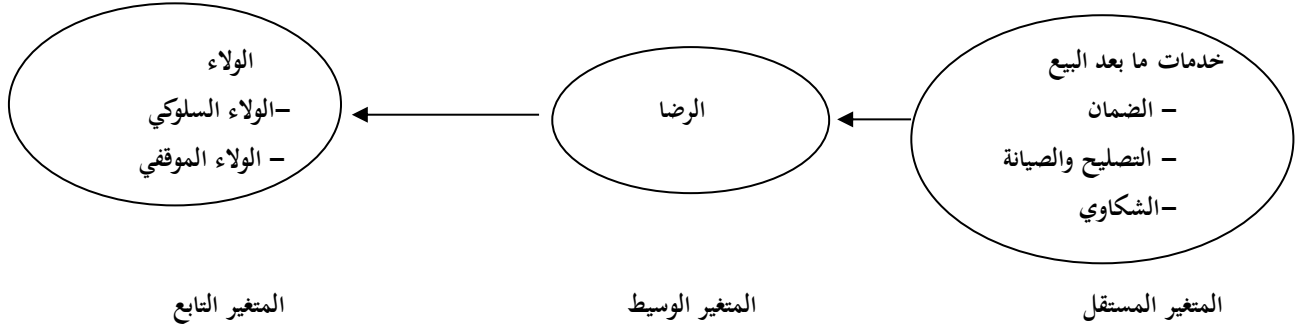 خدمات ما بعد البيع
– الضمان
– التصليح والصيانة
–الشكاوي
الرضا
الولاء
–الولاء السلوكي
– الولاء الموقفي
المتغير المستقل
المتغير الوسيط
المتغير التابع